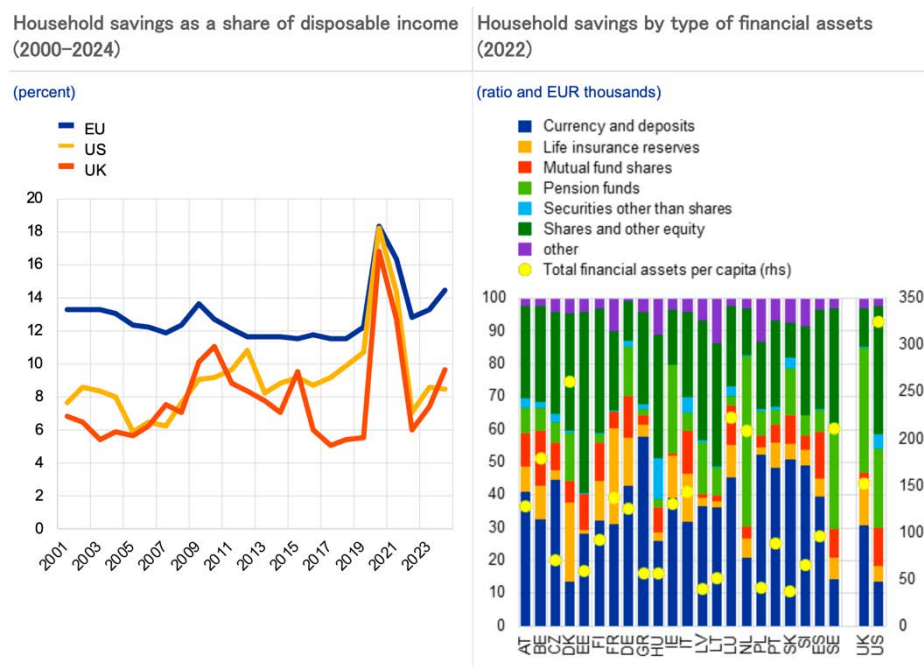 Household savings as a share of disposable income
(2000–2024)
(percent)
EU
US
UK
20
18
16
14
12
10
8
6
4
2
0
2001
2003
2005
2007
2009
2011
2013
2015
2017
2019
2021
2023
Household savings by type of financial assets
(2022)
(ratio and EUR thousands)
Currency and deposits
Life insurance reserves
Mutual fund shares
Pension funds
Securities other than shares
Shares and other equity
other
Total financial assets per capita (rhs)
100
90
80
70
60
50
40
30
20
10
0
350
300
250
200
150
100
50
0
AT
BE
CZ
DK
EE
FI
FR
DE
GR
HU
IE
IT
LV
LT
LU
NL
PL
PT
SK
SI
ES
SE
UK
US